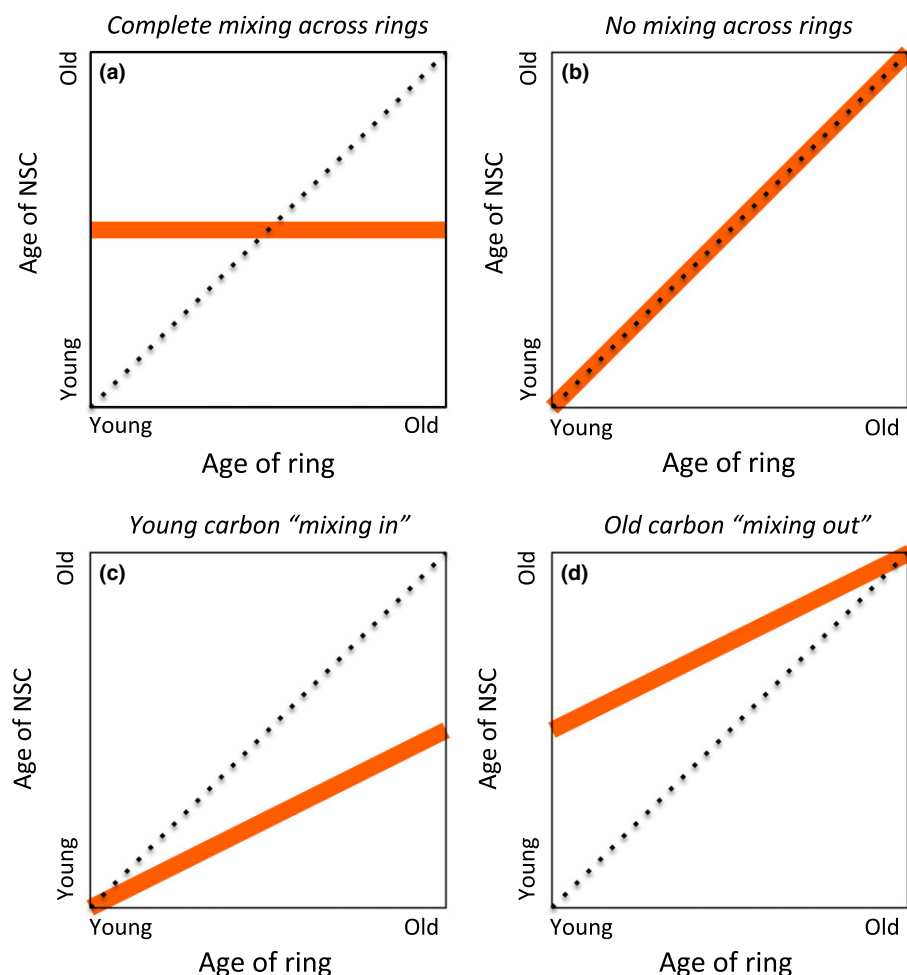 Complete mixing across rings
(a)
Old
Age of NSC
Young
Young
Old
Age of ring
No mixing across rings
(b)
Old
Age of NSC
Young
Young
Old
Age of ring
Young carbon “mixing in”
(c)
Old
Age of NSC
Young
Young
Old
Age of ring
Old carbon “mixing out”
(d)
Old
Age of NSC
Young
Young
Old
Age of ring